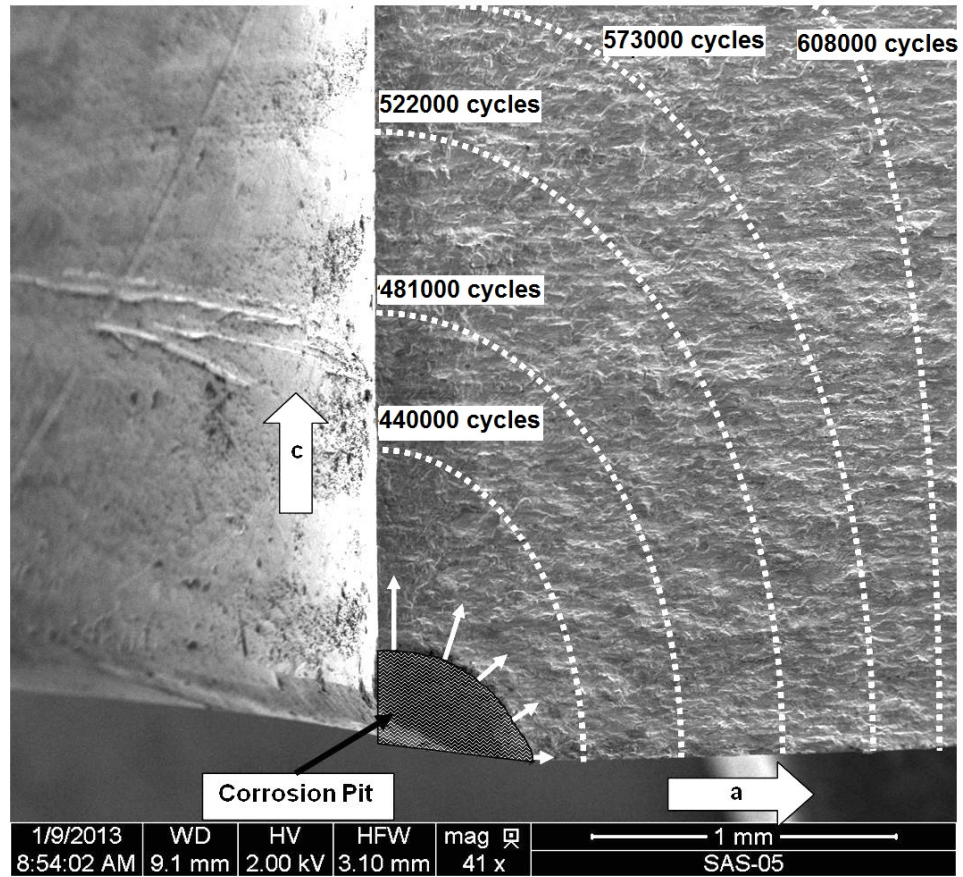 573000 cycles
608000 cycles
522000 cycles
481000 cycles
440000 cycles
c
a
Corrosion Pit
1/9/2013 WD HV HFW mag 1 mm
8:54:02 AM 9.1 mm 2.00 kV 3.10 mm 41 x SAS-05